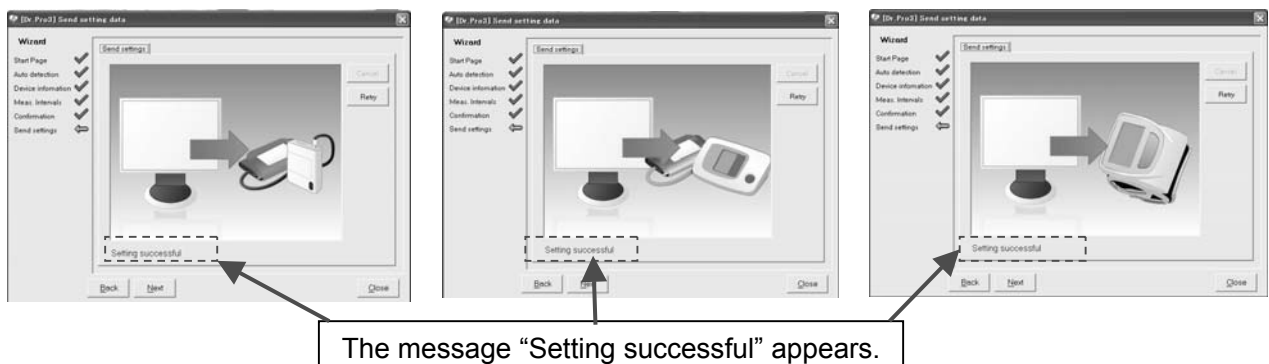 [Dr. Pro3] Send setting data
Wizard
Start Page
Auto detection
Device infomation
Meas. Intervals
Confirmation
Send settings
Send settings
Cancel
Retry
Setting successful
Back
Next
Close
[Dr. Pro3] Send setting data
Wizard
Start Page
Auto detection
Device infomation
Meas. Intervals
Confirmation
Send settings
Send settings
Cancel
Retry
Setting successful
Back
Next
Close
[Dr. Pro3] Send setting data
Wizard
Start Page
Auto detection
Device infomation
Meas. Intervals
Confirmation
Send settings
Send settings
Cancel
Retry
Setting successful
Back
Next
Close
The message “Setting successful” appears.